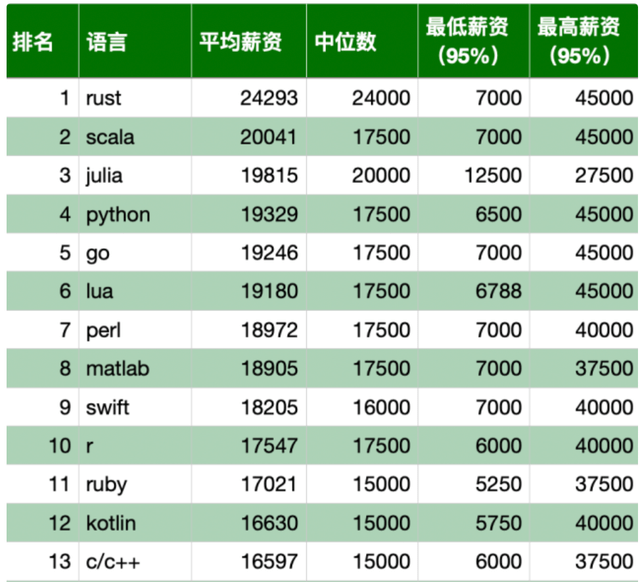 排名 语言 平均薪资 中位数 最低薪资（95%） 最高薪资（95%）
1 rust 24293 24000 7000 45000
2 scala 20041 17500 7000 45000
3 julia 19815 20000 12500 27500
4 python 19329 17500 6500 45000
5 go 19246 17500 7000 45000
6 lua 19180 17500 6788 45000
7 perl 18972 17500 7000 40000
8 matlab 18905 17500 7000 37500
9 swift 18205 16000 7000 40000
10 r 17547 17500 6000 40000
11 ruby 17021 15000 5250 37500
12 kotlin 16630 15000 5750 40000
13 c/c++ 16597 15000 6000 37500